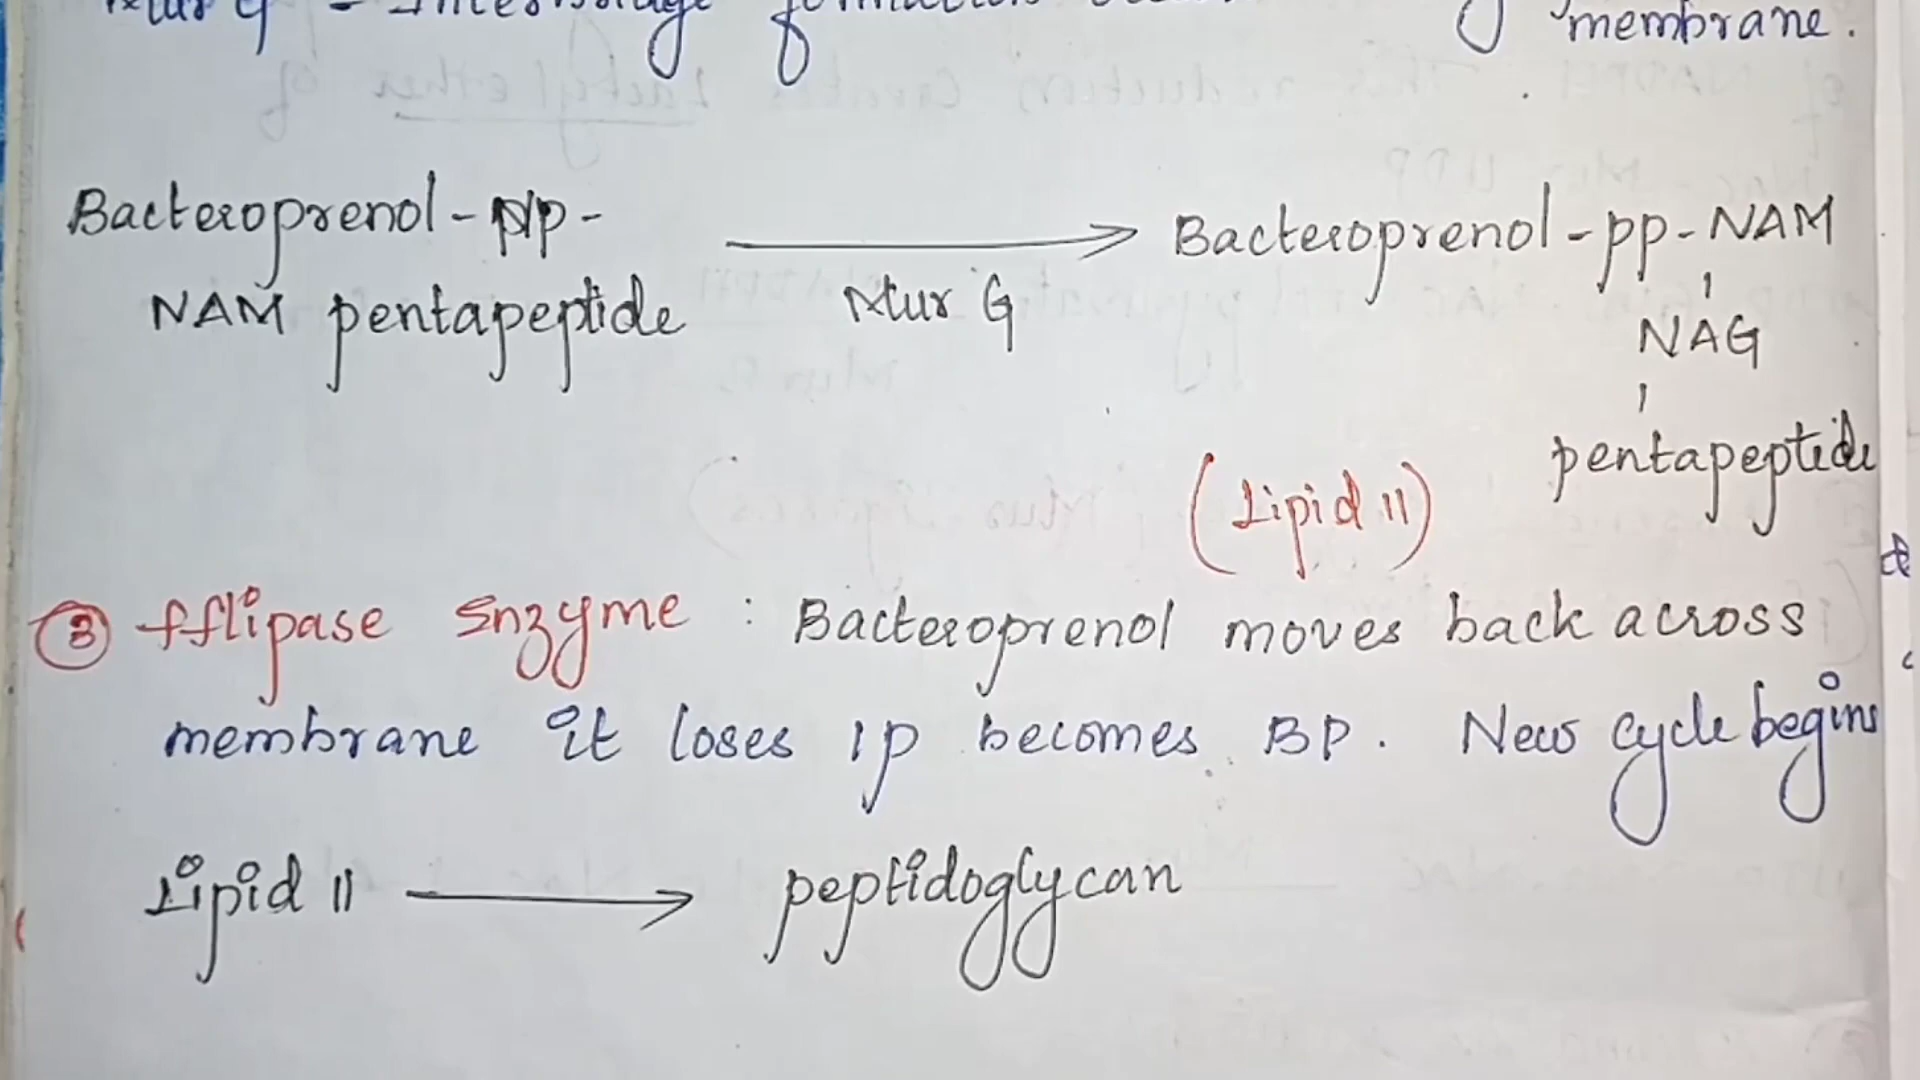 formation
membrane.
Bacteroprenol - pp -
NAM pentapeptide
Mur G
Bacteroprenol - pp - NAM
NAG
pentapeptide
(Lipid II)
③ fflipase Enzyme : Bacteroprenol moves back across
membrane it loses 1p becomes BP. New cycle begins
Lipid II → peptidoglycan